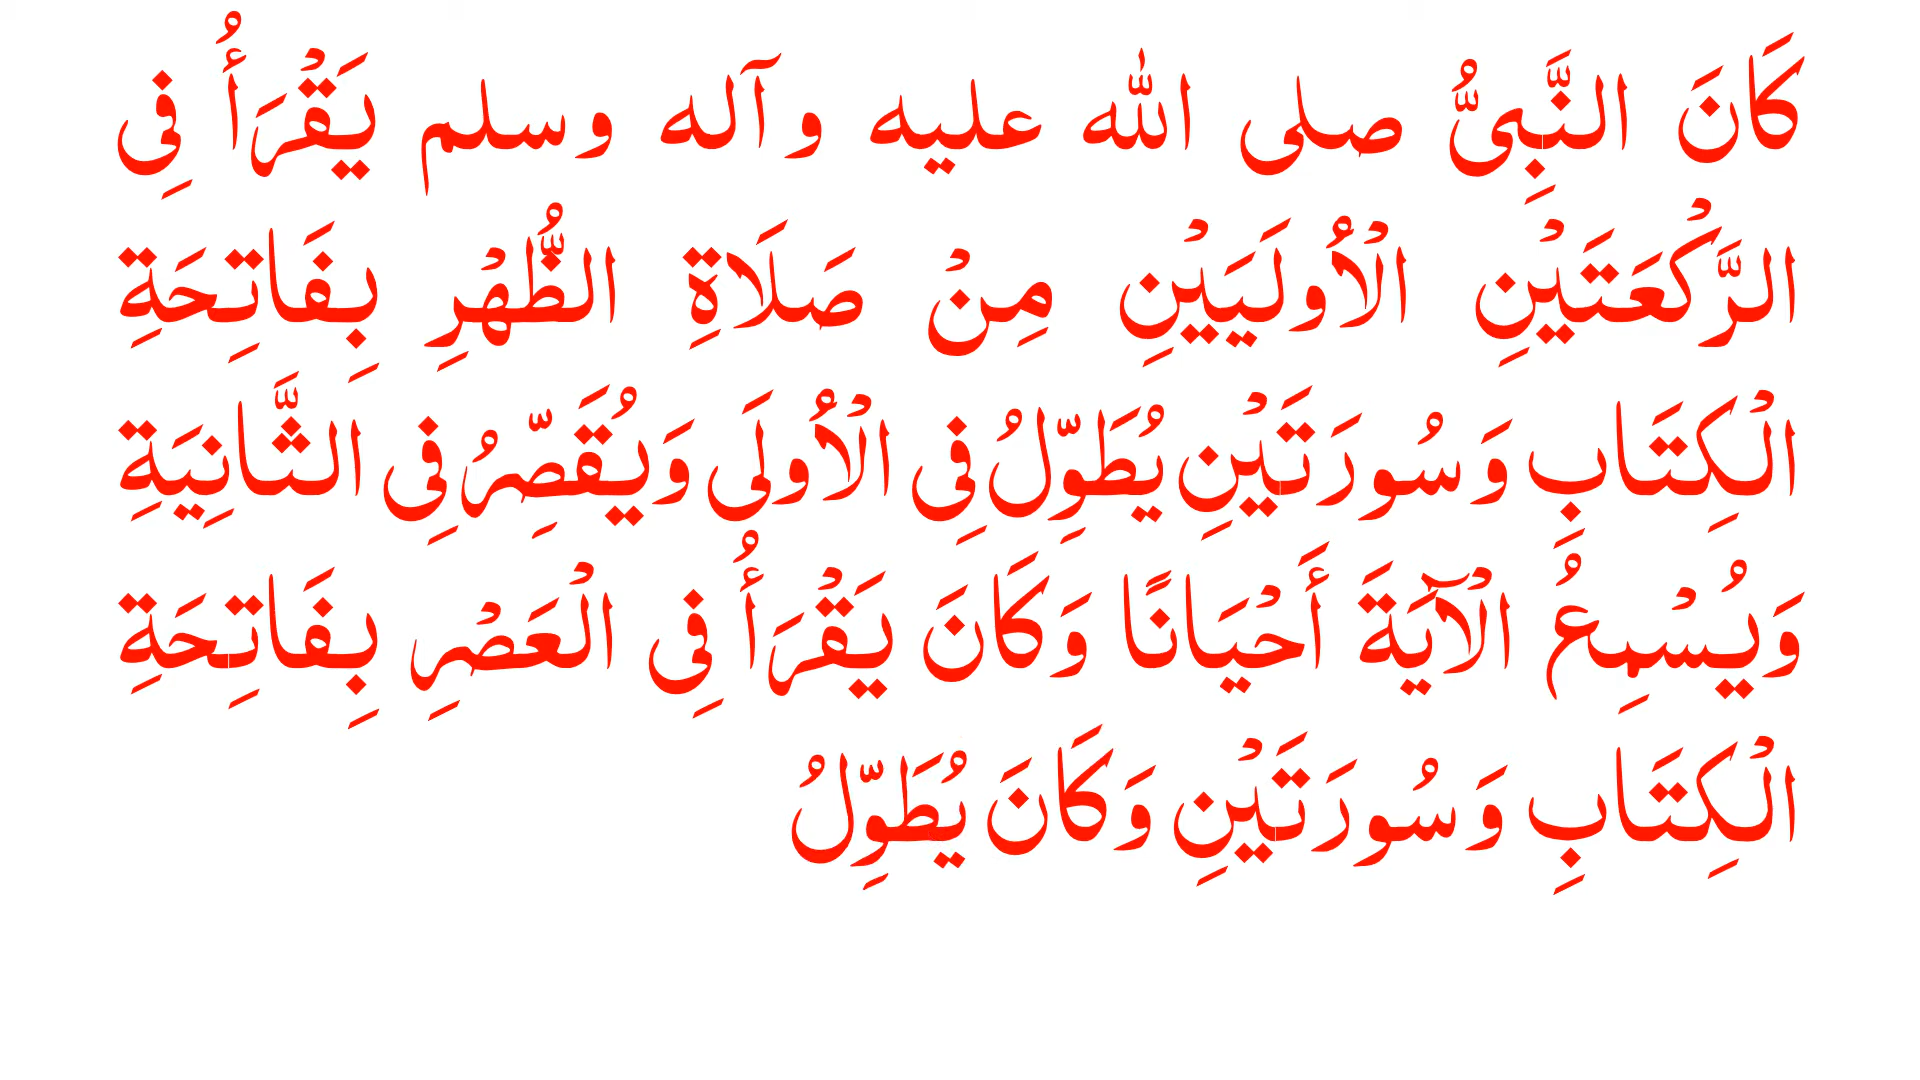 كَانَ النَّبِىُّ صلى الله عليه وآله وسلم يَقْرَأُ فِى
الرَّكْعَتَيْنِ الْأُولَيَيْنِ مِنْ صَلَاةِ الظُّهْرِ بِفَاتِحَةِ
الْكِتَابِ وَسُورَتَيْنِ يُطَوِّلُ فِى الْأُولَى وَيُقَصِّرُ فِى الثَّانِيَةِ
وَيُسْمِعُ الْآيَةَ أَحْيَانًا وَكَانَ يَقْرَأُ فِى الْعَصْرِ بِفَاتِحَةِ
الْكِتَابِ وَسُورَتَيْنِ وَكَانَ يُطَوِّلُ